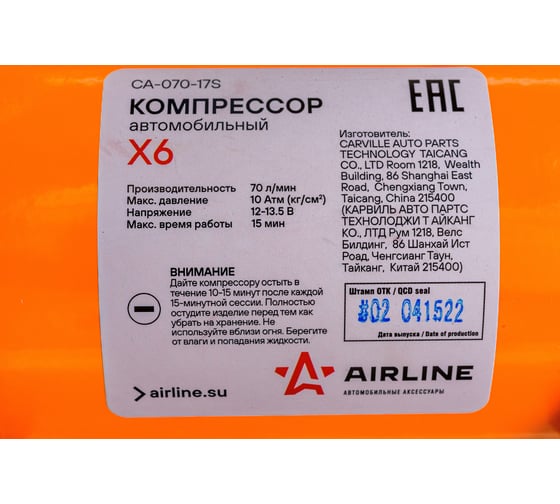 CA-070-17S
КОМПРЕССОР
автомобильный
X6
Производительность 70 л/мин
Макс. давление 10 Атм (кг/см²)
Напряжение 12-13.5 В
Макс. время работы 15 мин
ВНИМАНИЕ
Дайте компрессору остыть в
течение 10-15 минут после каждой
15-минутной сессии. Полностью
остудите изделие перед тем как
убрать на хранение. Не
используйте вблизи огня. Берегите
от влаги и попадания жидкости.
airline.su
EAC
Изготовитель:
CARVILLE AUTO PARTS
TECHNOLOGY TAICANG
CO., LTD Room 1218, Wealth
Building, 86 Shanghai East
Road, Chengxiang Town,
Taicang, China 215400
(КАРВИЛЬ АВТО ПАРТС
ТЕХНОЛОДЖИ Т АЙКАНГ
КО., ЛТД Рум 1218, Велс
Билдинг, 86 Шанхай Ист
Роад, Ченгсианг Таун,
Тайканг, Китай 215400)
Штамп ОТК / QCD seal
#02 041522
Дата выпуска / Date of production
AIRLINE
АВТОМОБИЛЬНЫЕ АКСЕССУАРЫ